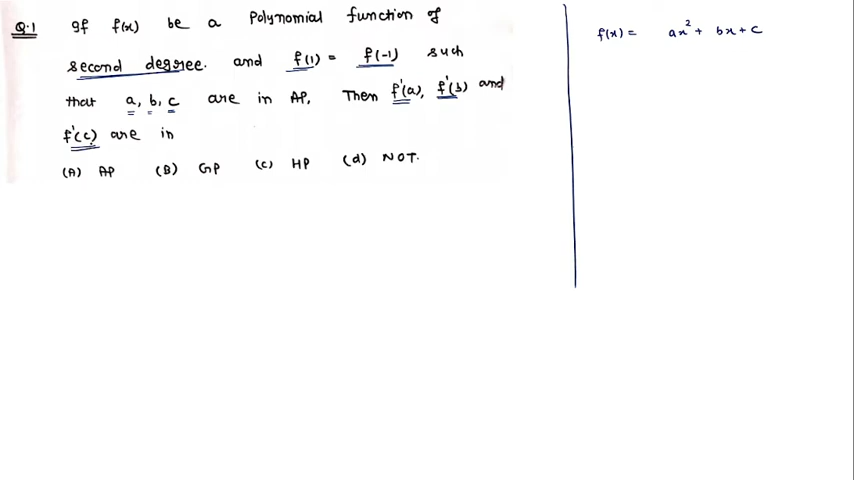 Q.1 If f(x) be a Polynomial function of
second degree. and f(1) = f(-1) such
that a, b, c are in AP. Then f'(a), f'(b) and
f'(c) are in
(A) AP (B) GP (C) HP (d) NOT.
f(x) = ax² + bx + c